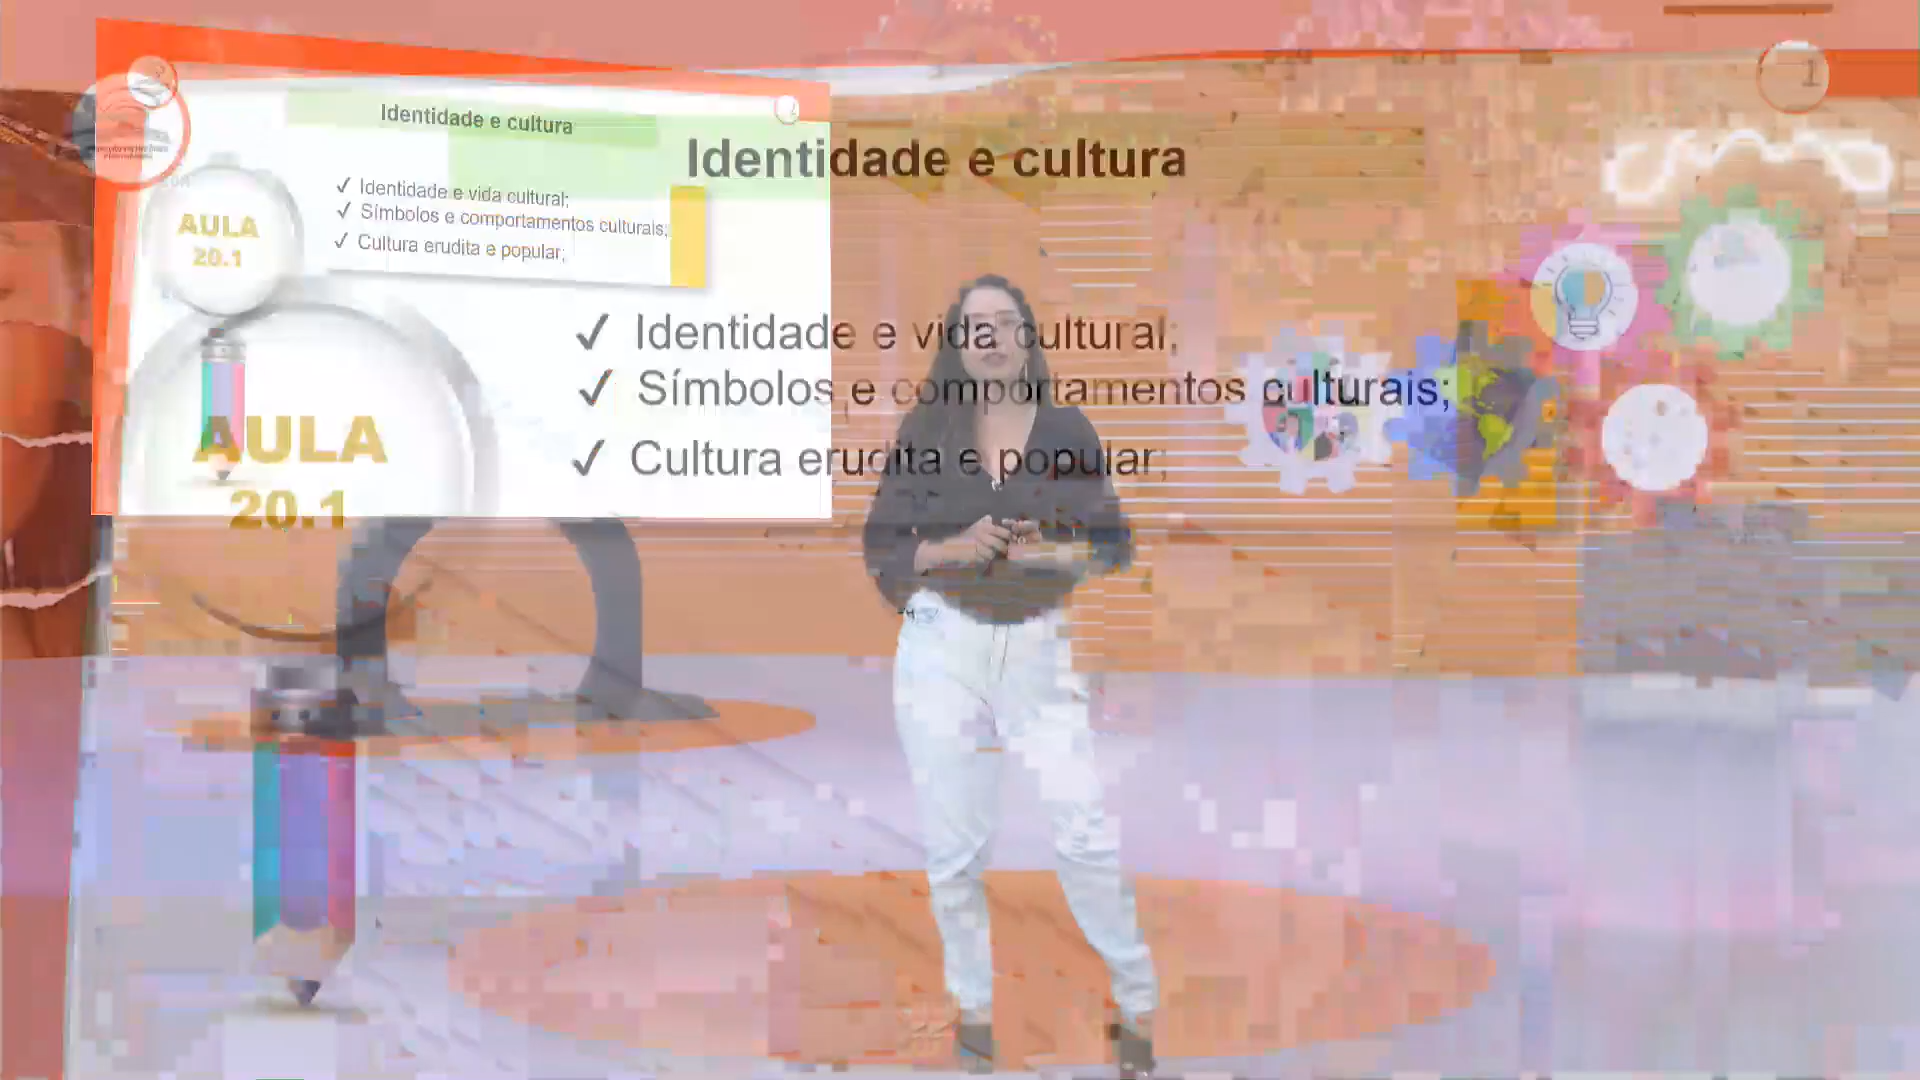 Identidade e cultura
AULA
20.1
✓ Identidade e vida cultural;
✓ Símbolos e comportamentos culturais;
✓ Cultura erudita e popular;
1
Identidade e cultura
AULA
20.1
✓ Identidade e vida cultural;
✓ Símbolos e comportamentos culturais;
✓ Cultura erudita e popular;